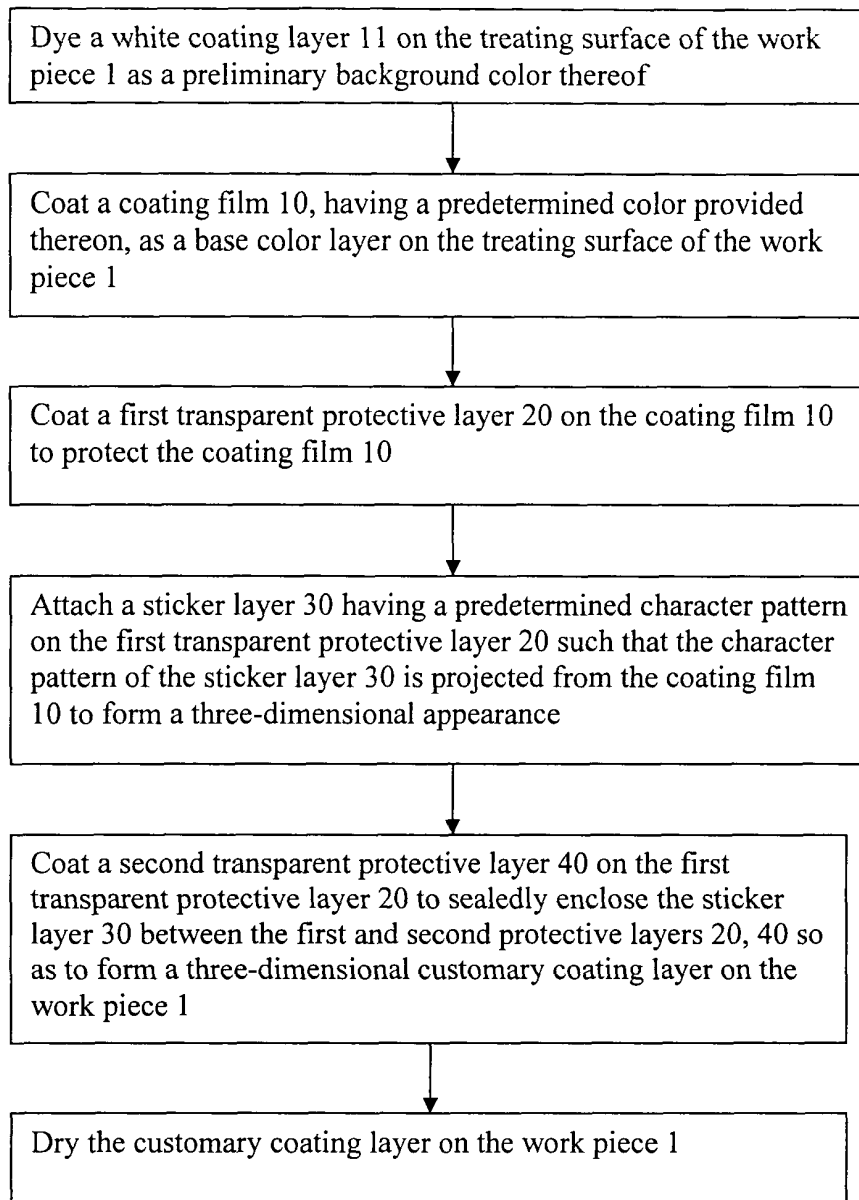 Dye a white coating layer 11 on the treating surface of the work
piece 1 as a preliminary background color thereof
Coat a coating film 10, having a predetermined color provided
thereon, as a base color layer on the treating surface of the work
piece 1
Coat a first transparent protective layer 20 on the coating film 10
to protect the coating film 10
Attach a sticker layer 30 having a predetermined character pattern
on the first transparent protective layer 20 such that the character
pattern of the sticker layer 30 is projected from the coating film
10 to form a three-dimensional appearance
Coat a second transparent protective layer 40 on the first
transparent protective layer 20 to sealedly enclose the sticker
layer 30 between the first and second protective layers 20, 40 so
as to form a three-dimensional customary coating layer on the
work piece 1
Dry the customary coating layer on the work piece 1